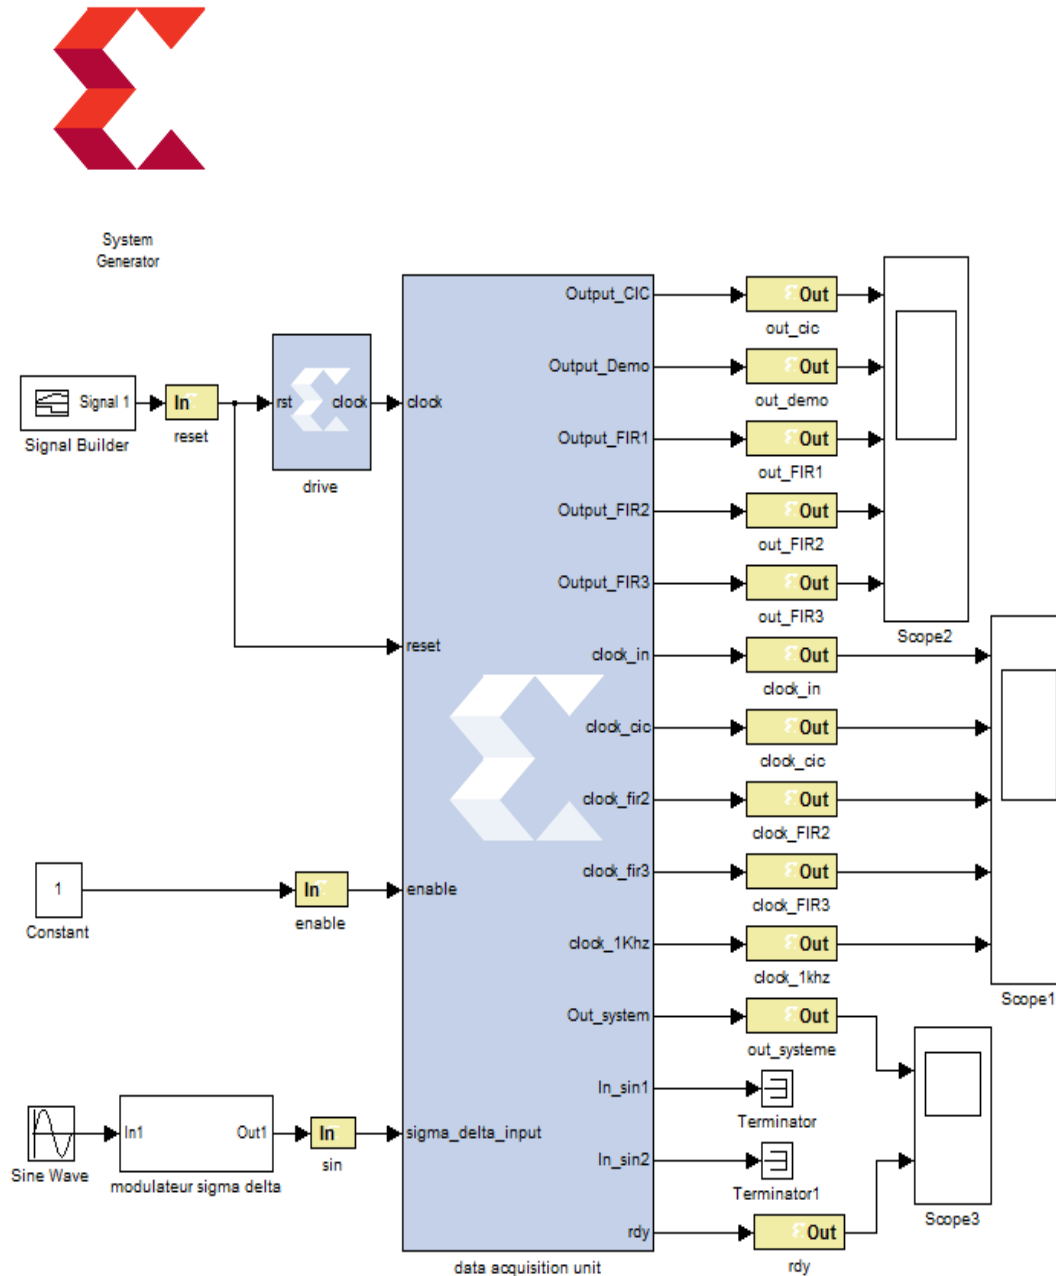 System
Generator
Signal 1
Signal Builder
In
reset
rst
clock
drive
clock
reset
enable
sigma_delta_input
1
Constant
In
enable
Sine Wave
In1
Out1
modulateur sigma delta
In
sin
Output_CIC
Output_Demo
Output_FIR1
Output_FIR2
Output_FIR3
clock_in
clock_cic
clock_fir2
clock_fir3
clock_1Khz
Out_system
In_sin1
In_sin2
rdy
data acquisition unit
Out
out_cic
Out
out_demo
Out
out_FIR1
Out
out_FIR2
Out
out_FIR3
Out
clock_in
Out
clock_cic
Out
clock_FIR2
Out
clock_FIR3
Out
clock_1khz
Out
out_systeme
Terminator
Terminator1
Out
rdy
Scope2
Scope1
Scope3